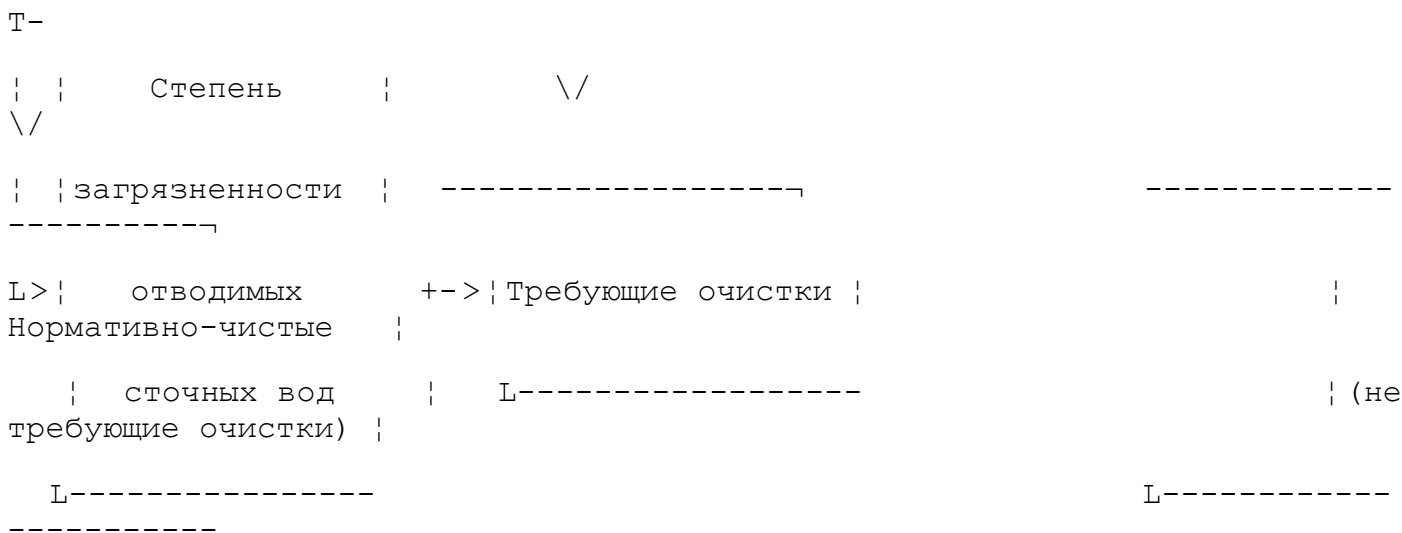 T-
¦ ¦    Степень     ¦        \/
\/
¦ ¦загрязненности  ¦  ------------------¬                  -------------
-----------¬
L>¦   отводимых    +->¦Требующие очистки ¦                         ¦
Нормативно-чистые   ¦
   ¦  сточных вод    ¦   L------------------                         ¦(не
требующие очистки) ¦
  L----------------                                         L------------
-----------